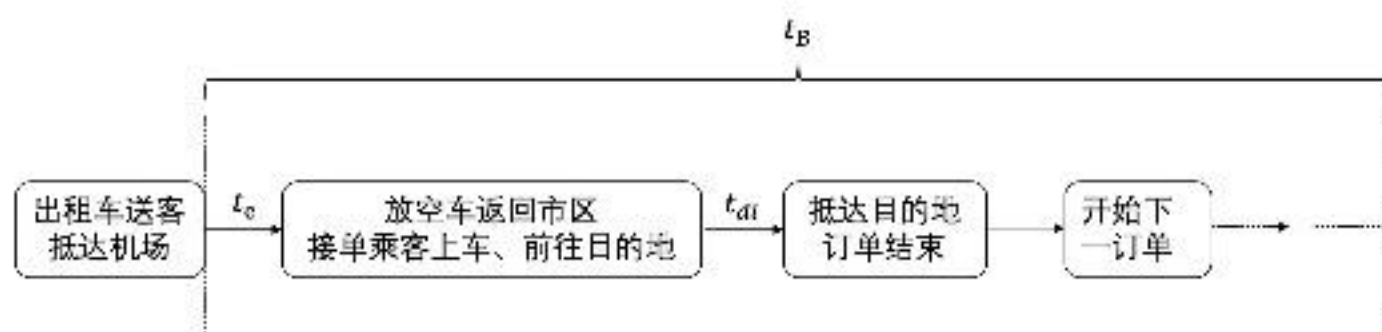 t_B
出租车送客
抵达机场
t_e
放空车返回市区
接单乘客上车、前往目的地
t_di
抵达目的地
订单结束
开始下
一订单